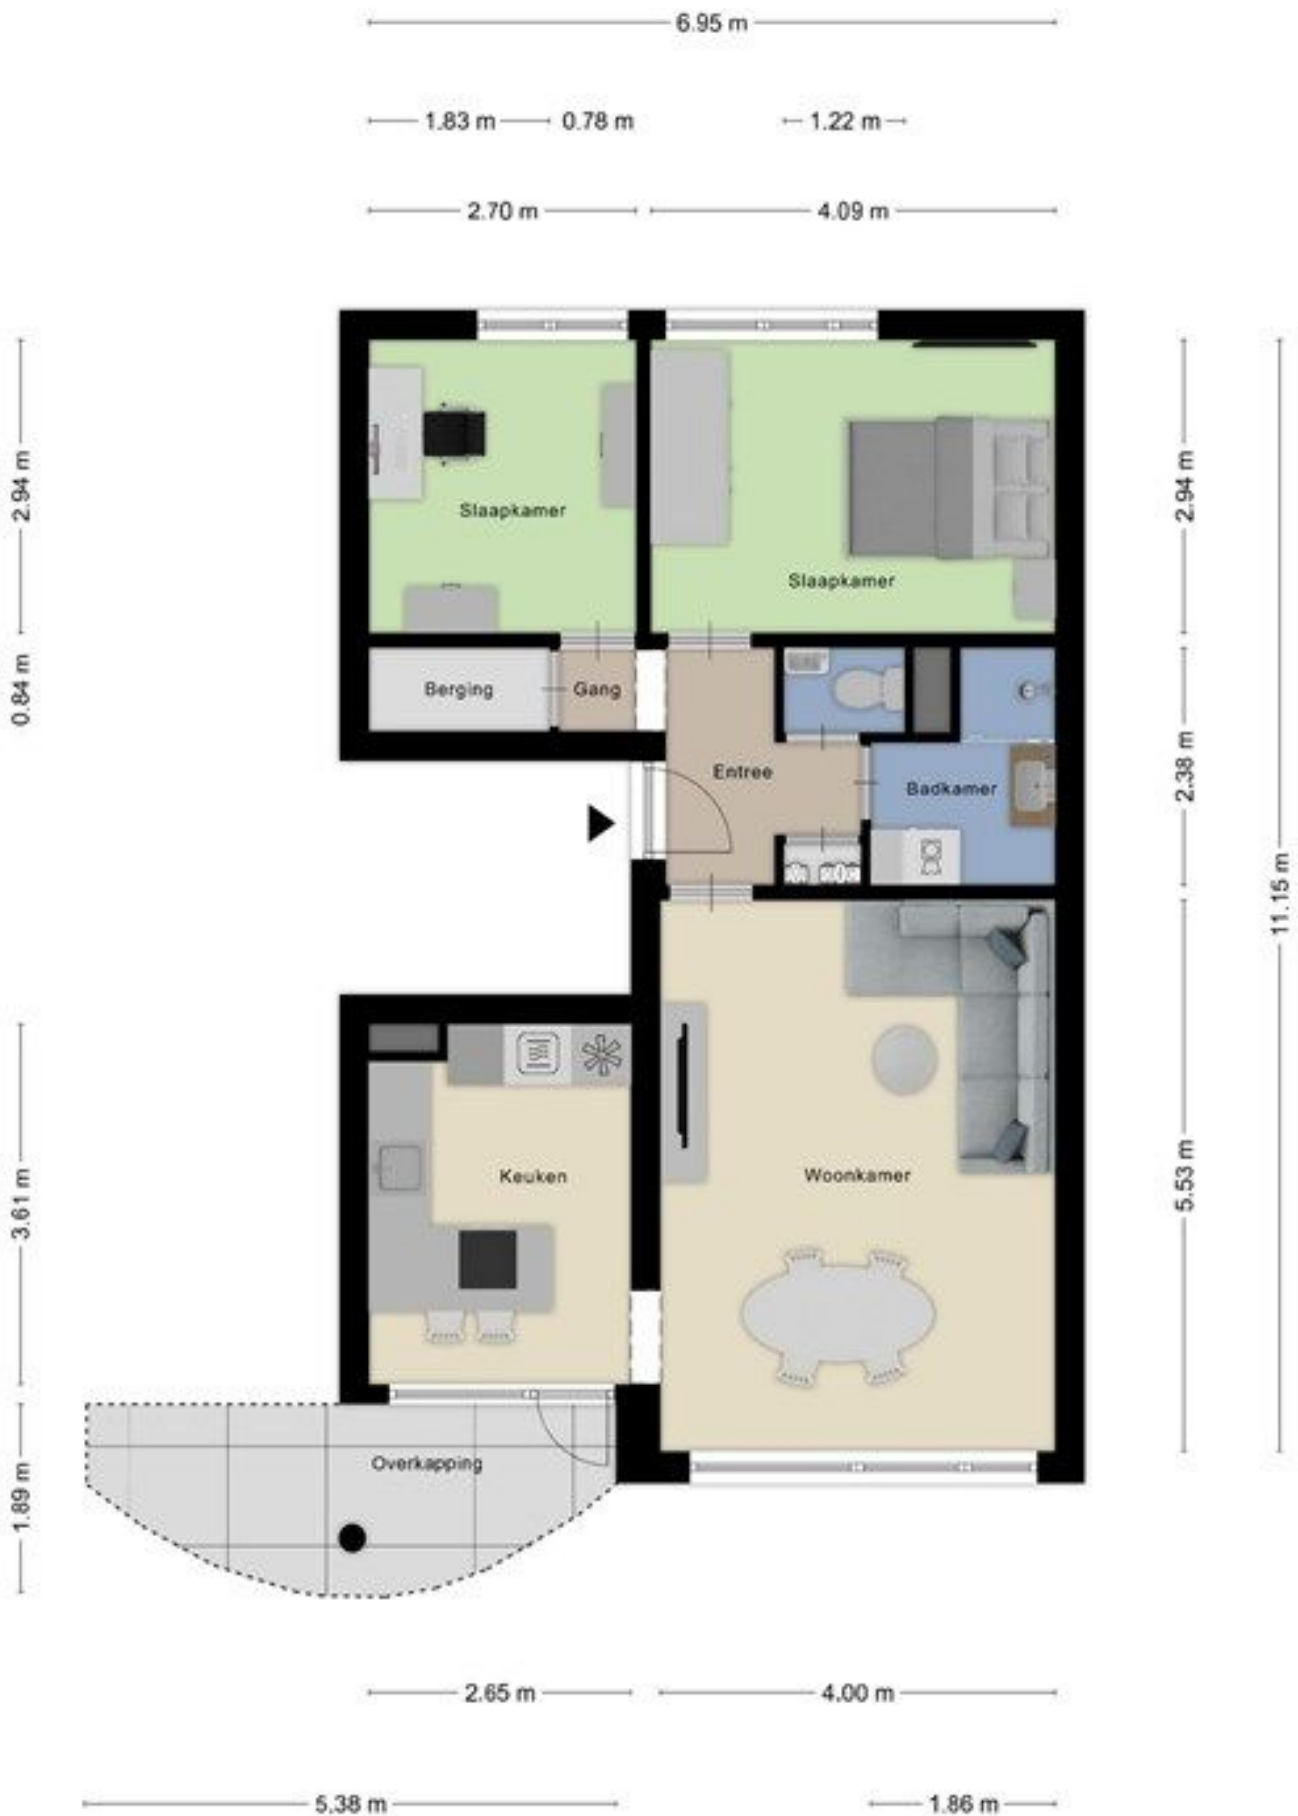 6.95 m
1.83 m 0.78 m 1.22 m
2.70 m 4.09 m
2.94 m
2.94 m
Slaapkamer
Slaapkamer
0.84 m
Berging
Gang
Entree
2.38 m
Badkamer
11.15 m
3.61 m
Keuken
Woonkamer
5.53 m
Overkapping
1.89 m
2.65 m 4.00 m
5.38 m 1.86 m